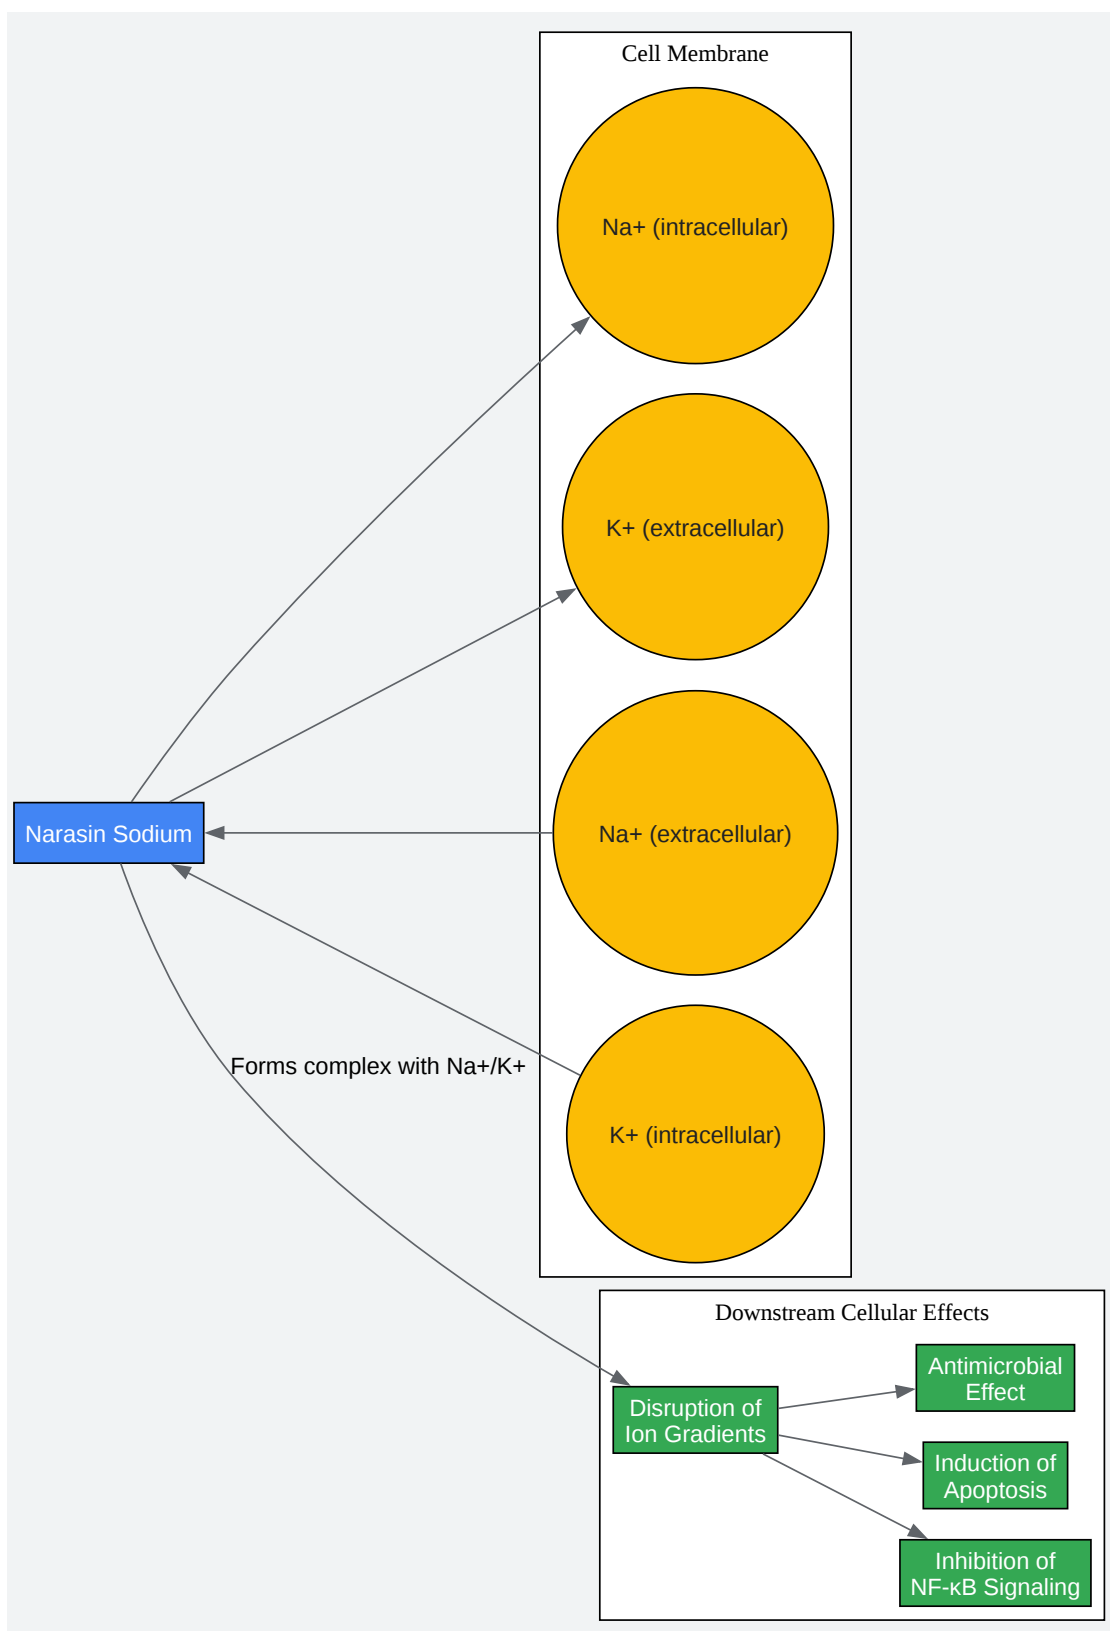 Cell Membrane
Na+ (intracellular)
K+ (extracellular)
Narasin Sodium
Na+ (extracellular)
Forms complex with Na+/K+
K+ (intracellular)
Downstream Cellular Effects
Disruption of
Ion Gradients
Antimicrobial
Effect
Induction of
Apoptosis
Inhibition of
NF-κB Signaling